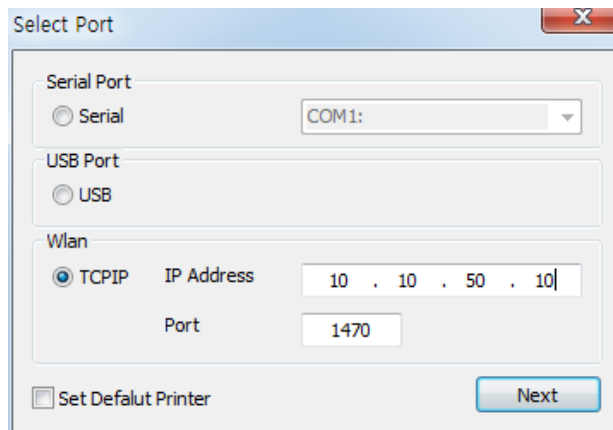 Select Port
Serial Port
Serial COM1:
USB Port
USB
Wlan
TCPIP IP Address 10 . 10 . 50 . 10
Port 1470
Set Defalut Printer Next